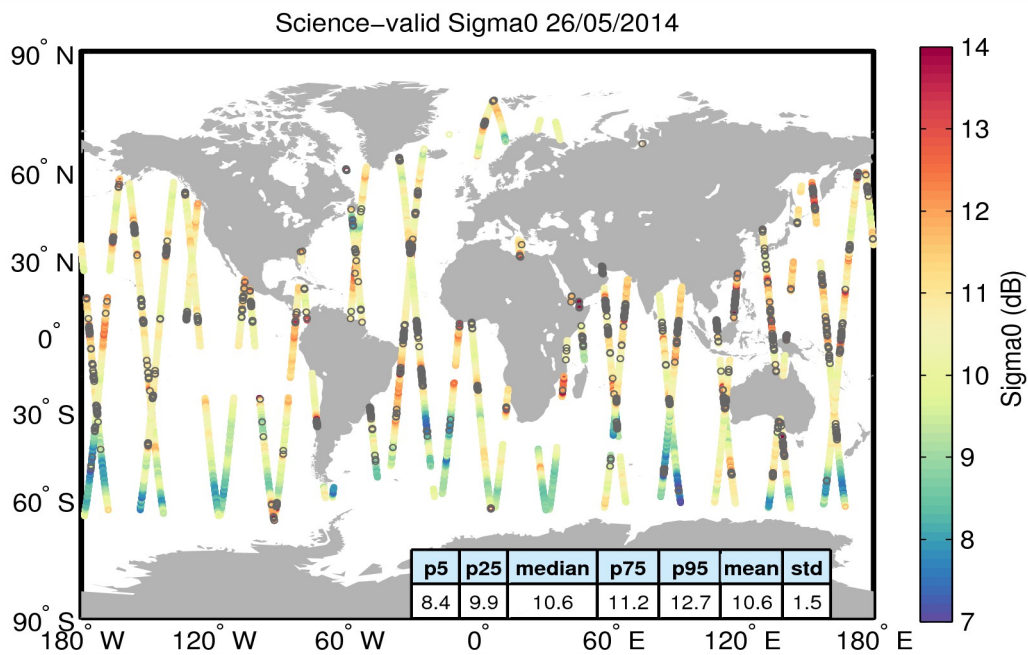 Science−valid Sigma0 26/05/2014
90° N
60° N
30° N
0°
30° S
60° S
90° S
180° W
120° W
60° W
0°
60° E
120° E
180° E
p5 p25 median p75 p95 mean std
8.4 9.9 10.6 11.2 12.7 10.6 1.5
14
13
12
11
10
9
8
7
Sigma0 (dB)